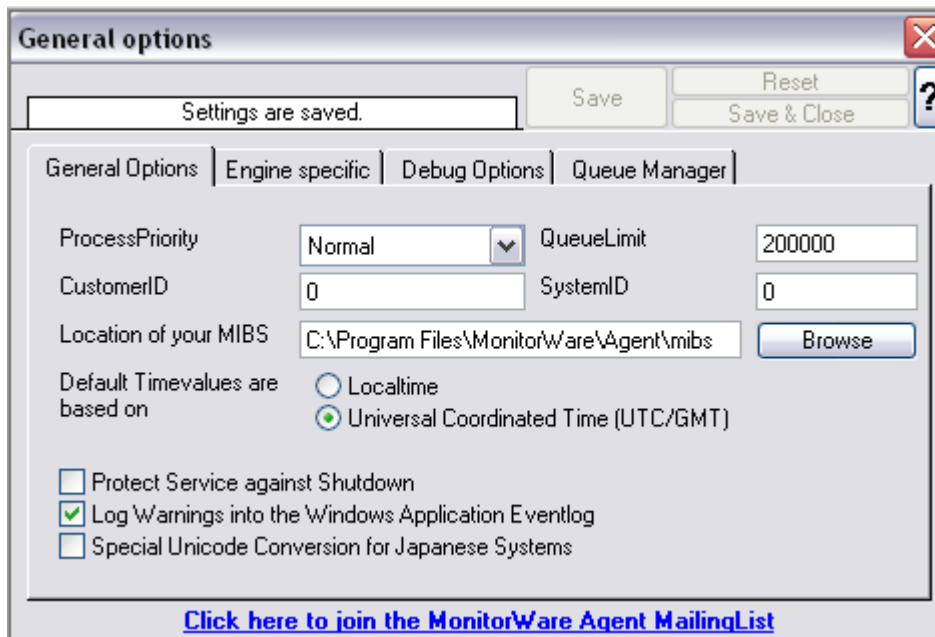 General options
Settings are saved.
Save
Reset
Save & Close
?
General Options
Engine specific
Debug Options
Queue Manager
ProcessPriority
Normal
QueueLimit
200000
CustomerID
0
SystemID
0
Location of your MIBS
C:\Program Files\MonitorWare\Agent\mibs
Browse
Default Timevalues are
based on
Localtime
Universal Coordinated Time (UTC/GMT)
Protect Service against Shutdown
Log Warnings into the Windows Application Eventlog
Special Unicode Conversion for Japanese Systems
Click here to join the MonitorWare Agent MailingList